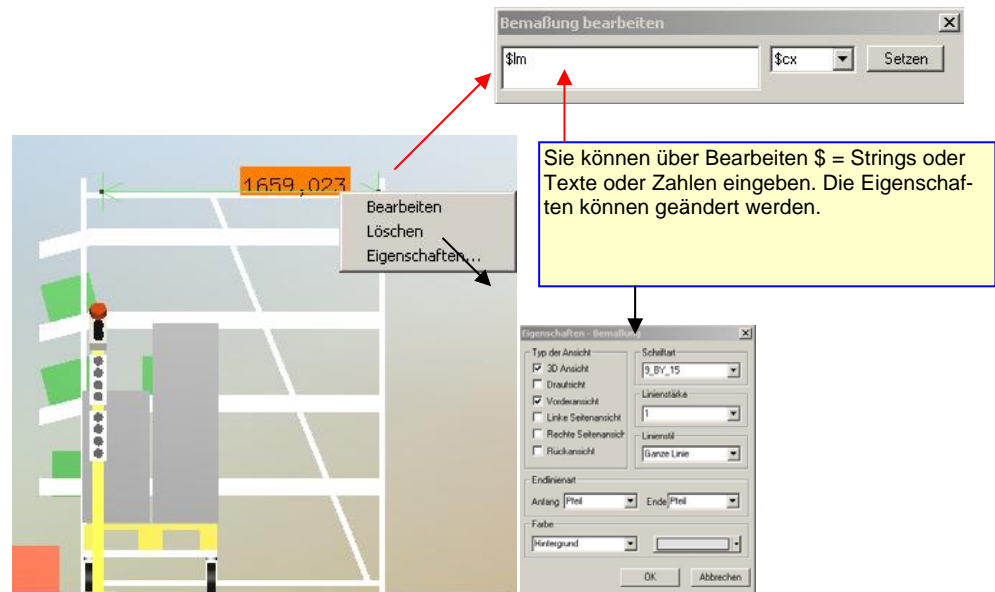 Bemaßung bearbeiten
$lm
$cx
Setzen
Sie können über Bearbeiten $ = Strings oder
Texte oder Zahlen eingeben. Die Eigenschaf-
ten können geändert werden.
1659,023
Bearbeiten
Löschen
Eigenschaften...
Eigenschaften - Bemaßung
Typ der Ansicht
3D Ansicht
Draufsicht
Vorderansicht
Linke Seitenansicht
Rechte Seitenansich
Rückansicht
Schriftart
9_BY_15
Linienstärke
1
Linienstil
Ganze Linie
Endlinienart
Anfang Pfeil Ende Pfeil
Farbe
Hintergrund
OK Abbrechen